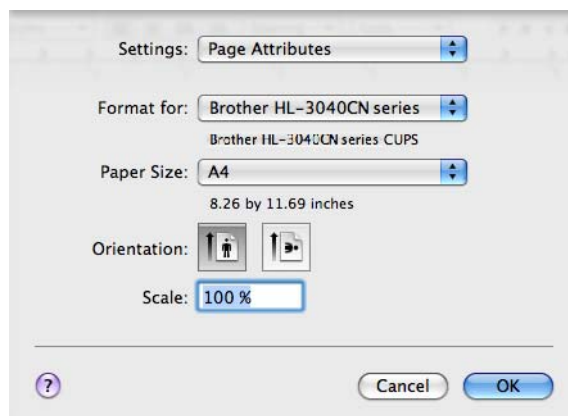 Settings: Page Attributes
Format for: Brother HL-3040CN series
Brother HL-3040CN series CUPS
Paper Size: A4
8.26 by 11.69 inches
Orientation:
Scale: 100 %
? Cancel OK